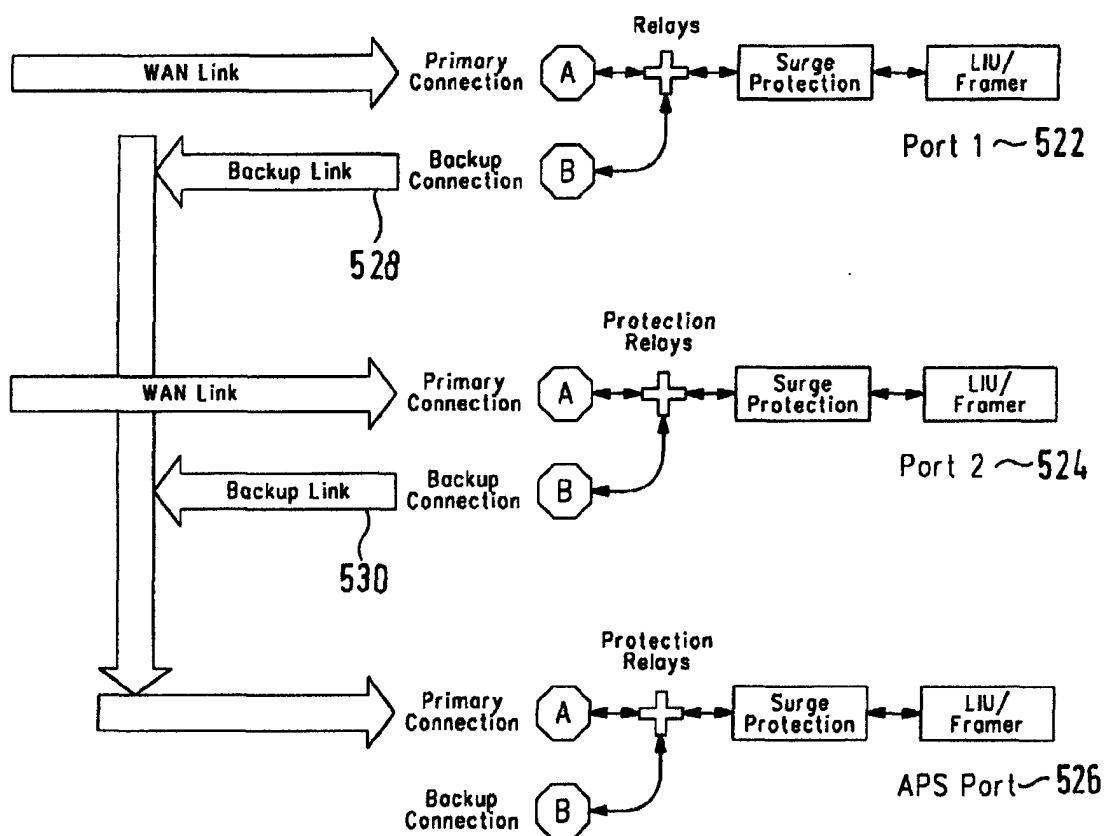 Relays
WAN Link
Primary
Connection
A
Surge
Protection
LIU/
Framer
Port 1 522
Backup Link
Backup
Connection
B
528
Protection
Relays
WAN Link
Primary
Connection
A
Surge
Protection
LIU/
Framer
Port 2 524
Backup Link
Backup
Connection
B
530
Protection
Relays
Primary
Connection
A
Surge
Protection
LIU/
Framer
APS Port 526
Backup
Connection
B